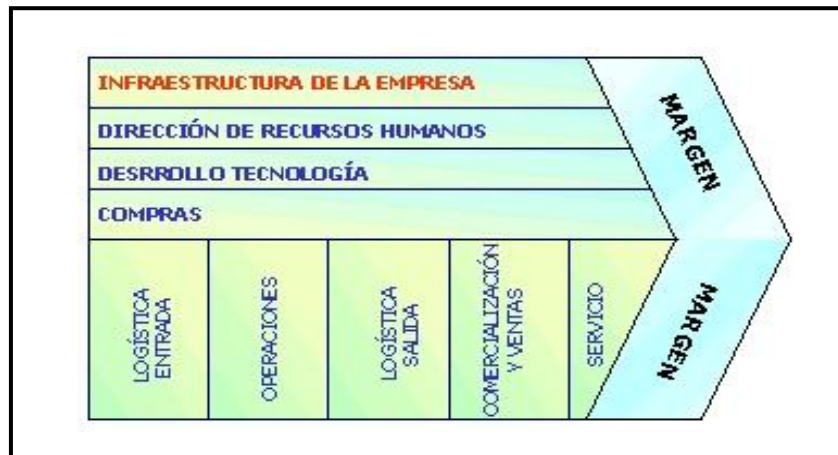 INFRAESTRUCTURA DE LA EMPRESA
DIRECCIÓN DE RECURSOS HUMANOS
DESRROLLO TECNOLOGÍA
COMPRAS
MARGEN
LOGÍSTICA
ENTRADA
OPERACIONES
LOGÍSTICA
SALIDA
COMERCIALIZACIÓN
Y VENTAS
SERVICIO
MARGEN